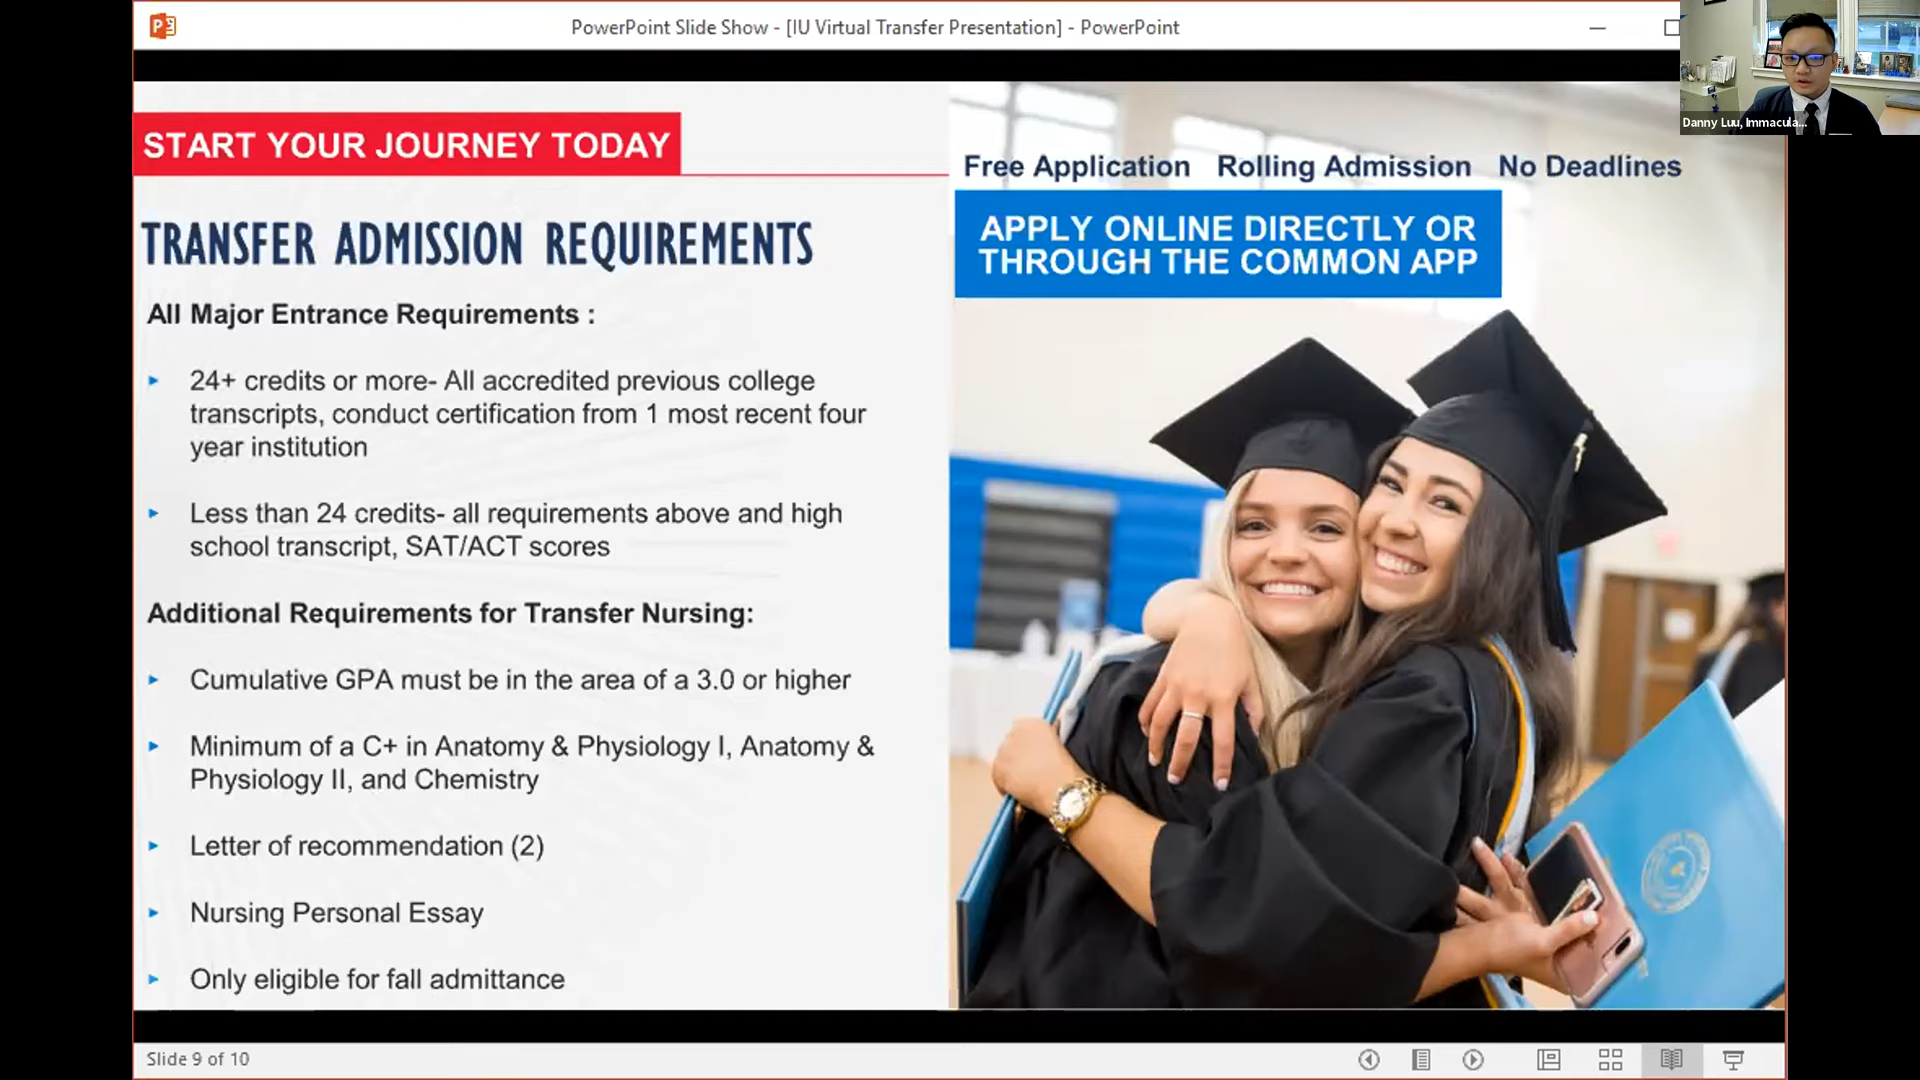 PowerPoint Slide Show - [IU Virtual Transfer Presentation] - PowerPoint
Danny Luu, Immacula...
START YOUR JOURNEY TODAY
Free Application Rolling Admission No Deadlines
APPLY ONLINE DIRECTLY OR
THROUGH THE COMMON APP
TRANSFER ADMISSION REQUIREMENTS
All Major Entrance Requirements :
24+ credits or more- All accredited previous college
transcripts, conduct certification from 1 most recent four
year institution
Less than 24 credits- all requirements above and high
school transcript, SAT/ACT scores
Additional Requirements for Transfer Nursing:
Cumulative GPA must be in the area of a 3.0 or higher
Minimum of a C+ in Anatomy & Physiology I, Anatomy &
Physiology II, and Chemistry
Letter of recommendation (2)
Nursing Personal Essay
Only eligible for fall admittance
Slide 9 of 10